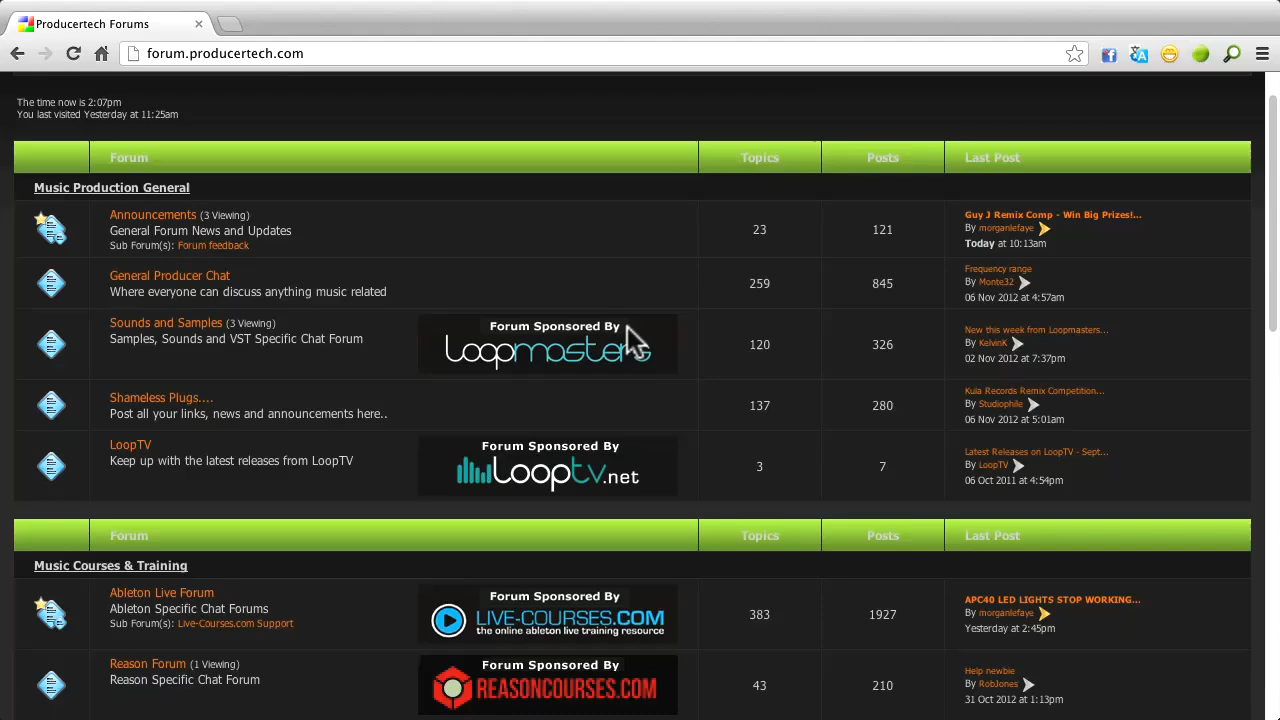 Producertech Forums
forum.producertech.com
The time now is 2:07pm
You last visited Yesterday at 11:25am
Forum Topics Posts Last Post
Music Production General
Announcements (3 Viewing)
General Forum News and Updates
Sub Forum(s): Forum feedback
23
121
Guy J Remix Comp - Win Big Prizes!...
By morganlefaye
Today at 10:13am
General Producer Chat
Where everyone can discuss anything music related
259
845
Frequency range
By Monte32
06 Nov 2012 at 4:57am
Sounds and Samples (3 Viewing)
Samples, Sounds and VST Specific Chat Forum
Forum Sponsored By
Loopmasters
120
326
New this week from Loopmasters...
By KelvinK
02 Nov 2012 at 7:37pm
Shameless Plugs....
Post all your links, news and announcements here..
137
280
Kula Records Remix Competition...
By Studiophile
06 Nov 2012 at 5:01am
LoopTV
Keep up with the latest releases from LoopTV
Forum Sponsored By
Looptv.net
3
7
Latest Releases on LoopTV - Sept...
By LoopTV
06 Oct 2011 at 4:54pm
Forum Topics Posts Last Post
Music Courses & Training
Ableton Live Forum
Ableton Specific Chat Forums
Sub Forum(s): Live-Courses.com Support
Forum Sponsored By
LIVE-COURSES.COM
the online ableton live training resource
383
1927
APC40 LED LIGHTS STOP WORKING...
By morganlefaye
Yesterday at 2:45pm
Reason Forum (1 Viewing)
Reason Specific Chat Forum
Forum Sponsored By
REASONCOURSES.COM
43
210
Help newbie
By RobJones
31 Oct 2012 at 1:13pm